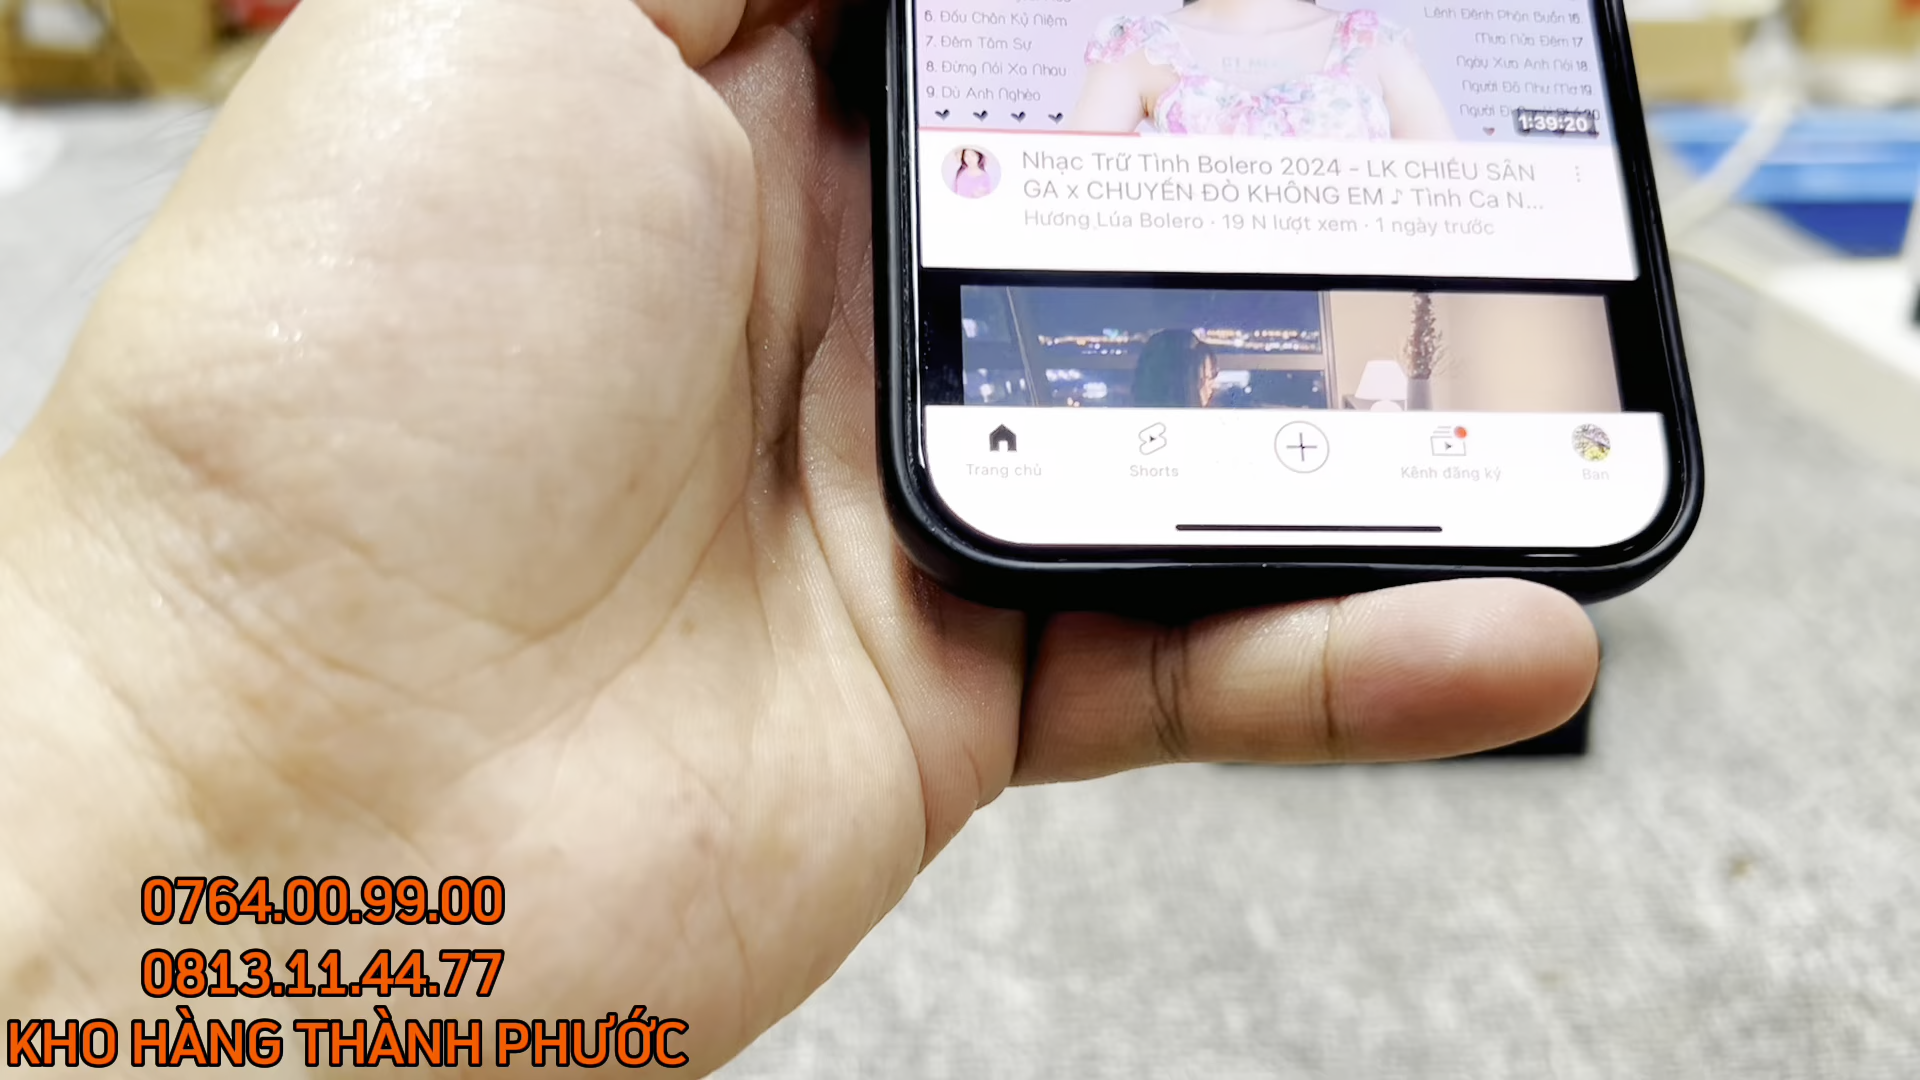 6. Dấu Chân Kỷ Niệm
7. Đêm Tâm Sự
8. Đừng Nói Xa Nhau
9. Dù Anh Nghèo
Lênh Đênh Phận Buồn 16
Mưa Nửa Đêm 17
Ngày Xưa Anh Nói 18
Người Đã Như Mơ 19
Người
1:39:20
Nhạc Trữ Tình Bolero 2024 - LK CHIỀU SÂN
GA x CHUYẾN ĐÒ KHÔNG EM ♪ Tình Ca N...
Hương Lúa Bolero · 19 N lượt xem · 1 ngày trước
Trang chủ
Shorts
Kênh đăng ký
Bạn
0764.00.99.00
0813.11.44.77
KHO HÀNG THÀNH PHƯỚC